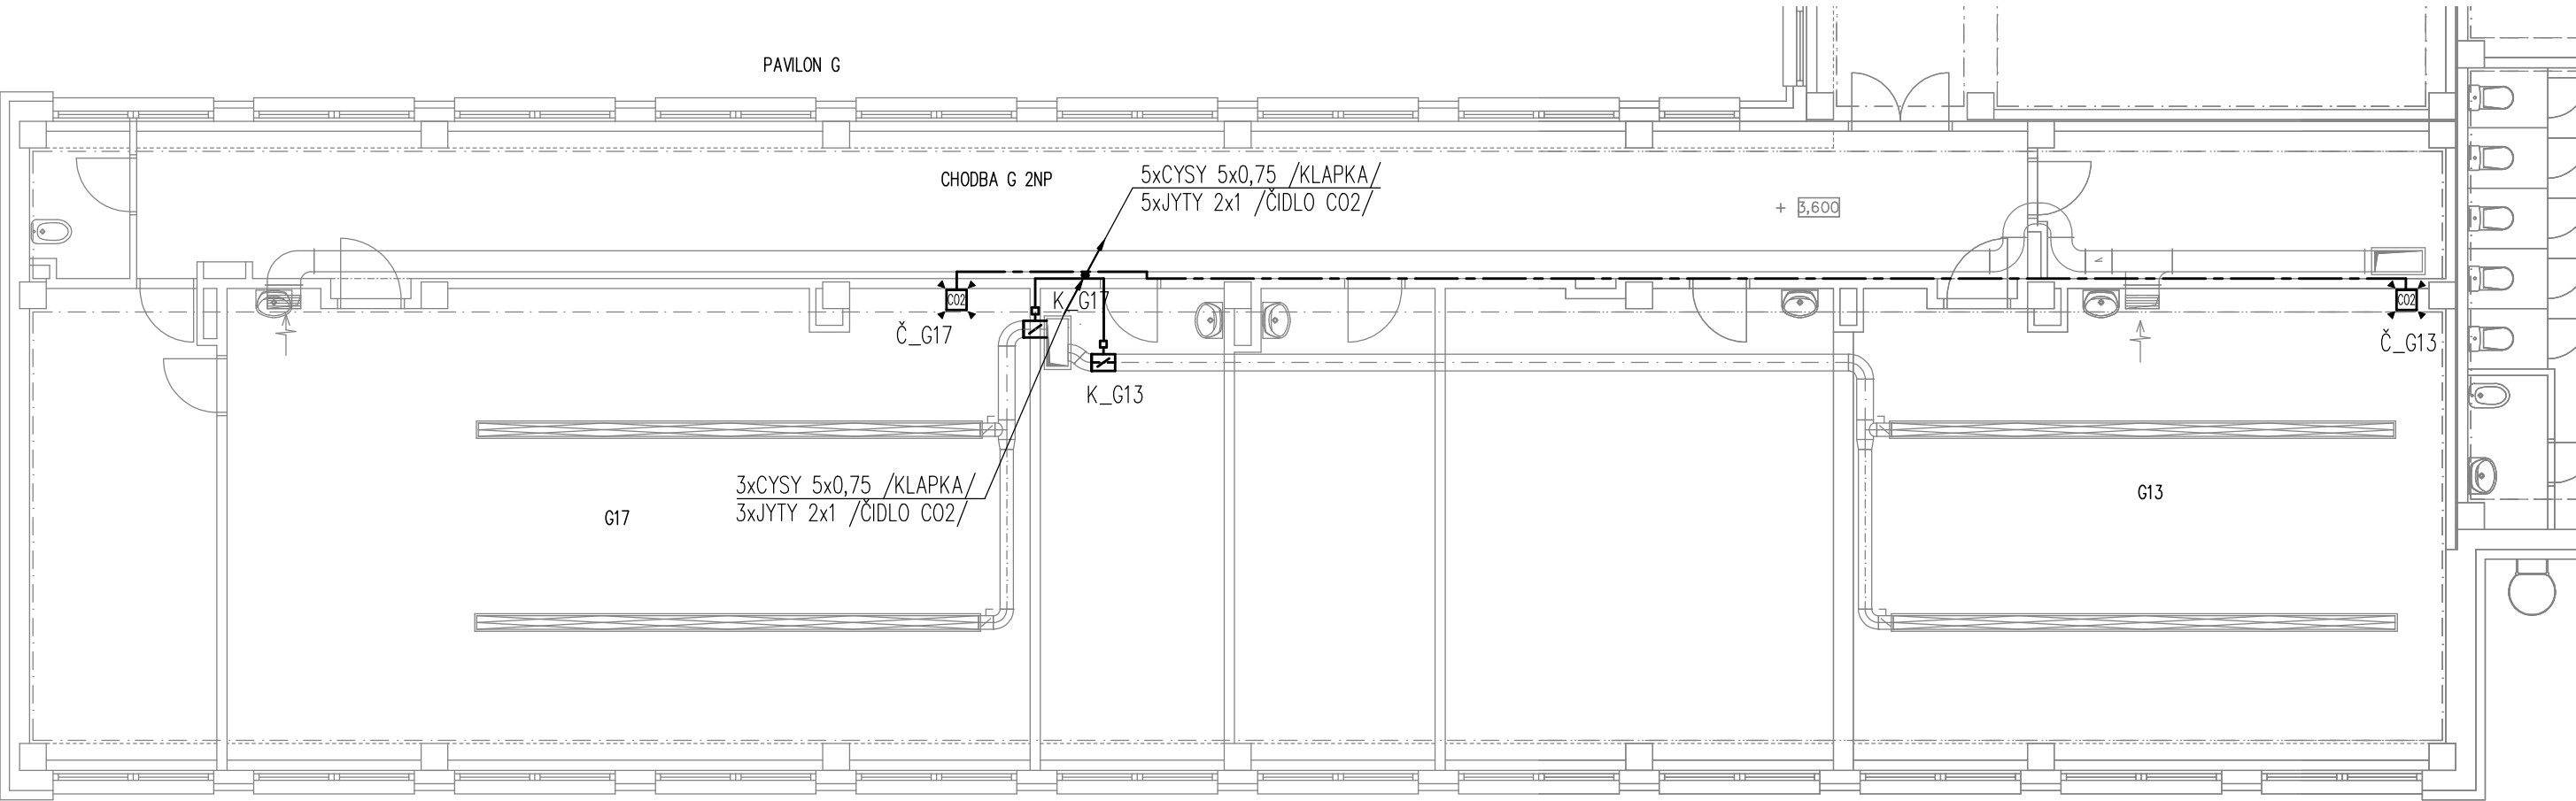 PAVILON G
5xCYSY 5x0,75 /KLAPKA/
5xJYTY 2x1 /ČIDLO CO2/
CHODBA G 2NP
3,600
CO2
K_G17
CO2
Č_G17
Č_G13
K_G13
3xCYSY 5x0,75 /KLAPKA/
3xJYTY 2x1 /ČIDLO CO2/
G17
G13